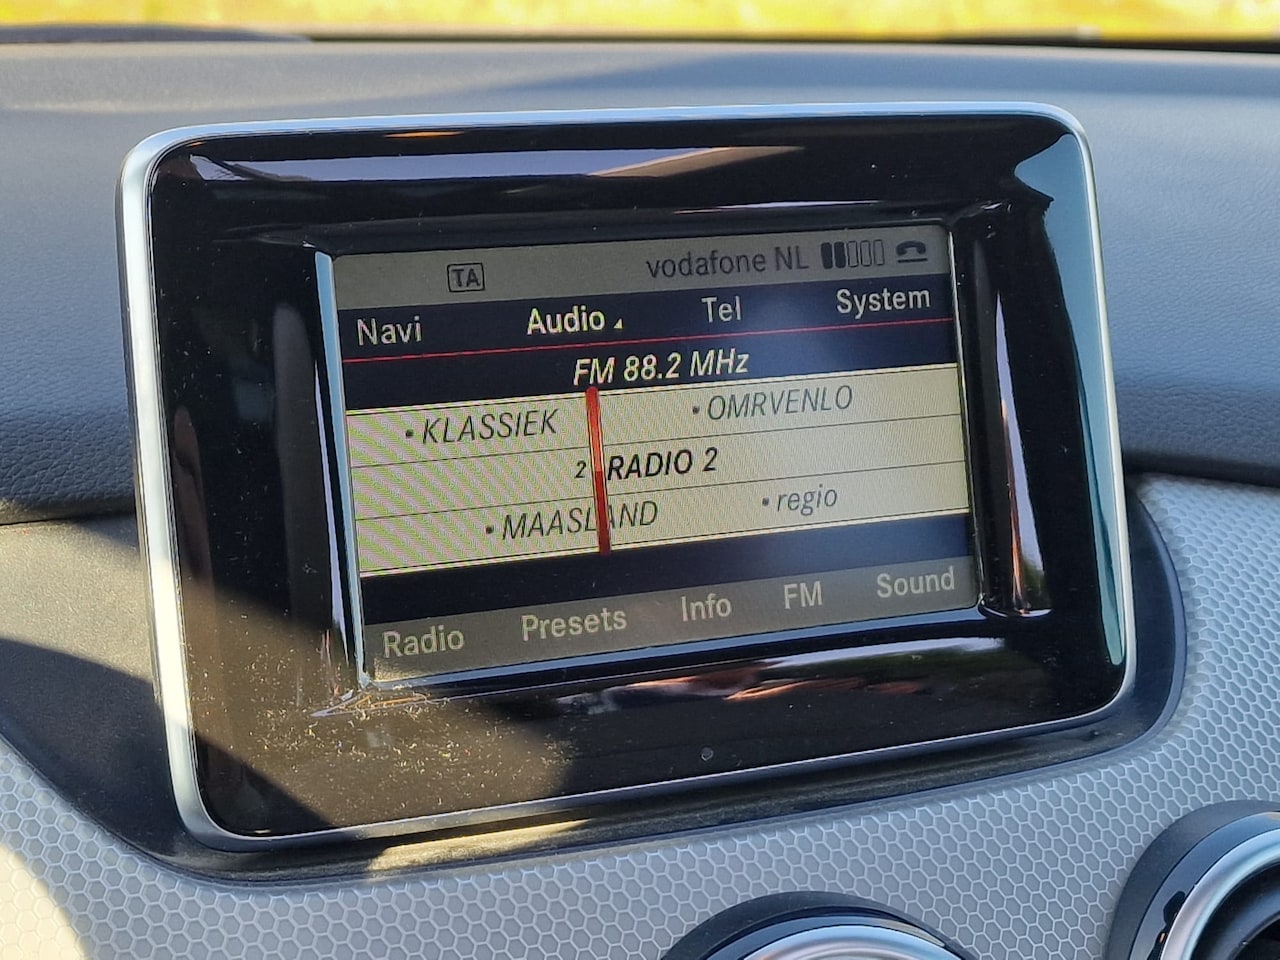 TA vodafone NL
Navi Audio Tel System
FM 88.2 MHz
• KLASSIEK • OMRVENLO
2 RADIO 2
• MAASLAND • regio
Radio Presets Info FM Sound